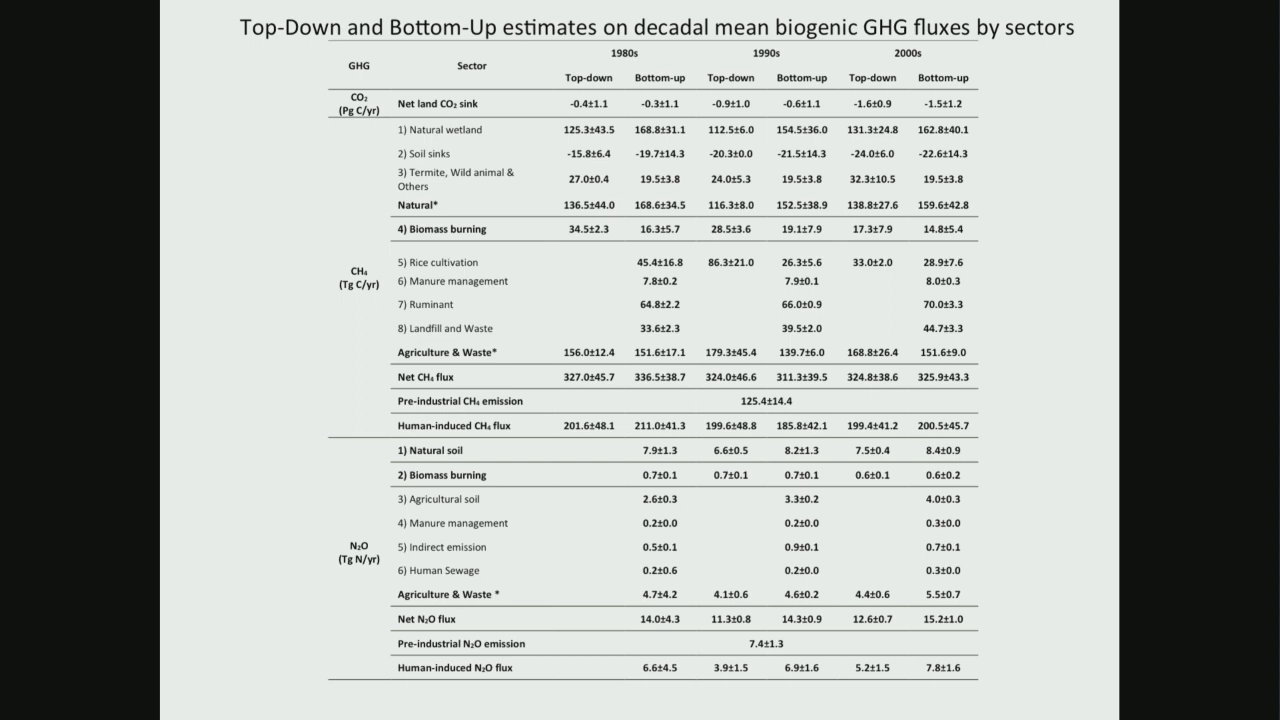 Top-Down and Bottom-Up estimates on decadal mean biogenic GHG fluxes by sectors
GHG Sector 1980s 1990s 2000s
Top-down Bottom-up Top-down Bottom-up Top-down Bottom-up
CO₂ (Pg C/yr) Net land CO₂ sink -0.4±1.1 -0.3±1.1 -0.9±1.0 -0.6±1.1 -1.6±0.9 -1.5±1.2
CH₄ (Tg C/yr)
1) Natural wetland 125.3±43.5 168.8±31.1 112.5±6.0 154.5±36.0 131.3±24.8 162.8±40.1
2) Soil sinks -15.8±6.4 -19.7±14.3 -20.3±0.0 -21.5±14.3 -24.0±6.0 -22.6±14.3
3) Termite, Wild animal & Others 27.0±0.4 19.5±3.8 24.0±5.3 19.5±3.8 32.3±10.5 19.5±3.8
Natural* 136.5±44.0 168.6±34.5 116.3±8.0 152.5±38.9 138.8±27.6 159.6±42.8
4) Biomass burning 34.5±2.3 16.3±5.7 28.5±3.6 19.1±7.9 17.3±7.9 14.8±5.4
5) Rice cultivation 45.4±16.8 86.3±21.0 26.3±5.6 33.0±2.0 28.9±7.6
6) Manure management 7.8±0.2 7.9±0.1 8.0±0.3
7) Ruminant 64.8±2.2 66.0±0.9 70.0±3.3
8) Landfill and Waste 33.6±2.3 39.5±2.0 44.7±3.3
Agriculture & Waste* 156.0±12.4 151.6±17.1 179.3±45.4 139.7±6.0 168.8±26.4 151.6±9.0
Net CH₄ flux 327.0±45.7 336.5±38.7 324.0±46.6 311.3±39.5 324.8±38.6 325.9±43.3
Pre-industrial CH₄ emission 125.4±14.4
Human-induced CH₄ flux 201.6±48.1 211.0±41.3 199.6±48.8 185.8±42.1 199.4±41.2 200.5±45.7
N₂O (Tg N/yr)
1) Natural soil 7.9±1.3 6.6±0.5 8.2±1.3 7.5±0.4 8.4±0.9
2) Biomass burning 0.7±0.1 0.7±0.1 0.7±0.1 0.6±0.1 0.6±0.2
3) Agricultural soil 2.6±0.3 3.3±0.2 4.0±0.3
4) Manure management 0.2±0.0 0.2±0.0 0.3±0.0
5) Indirect emission 0.5±0.1 0.9±0.1 0.7±0.1
6) Human Sewage 0.2±0.6 0.2±0.0 0.3±0.0
Agriculture & Waste * 4.7±4.2 4.1±0.6 4.6±0.2 4.4±0.6 5.5±0.7
Net N₂O flux 14.0±4.3 11.3±0.8 14.3±0.9 12.6±0.7 15.2±1.0
Pre-industrial N₂O emission 7.4±1.3
Human-induced N₂O flux 6.6±4.5 3.9±1.5 6.9±1.6 5.2±1.5 7.8±1.6